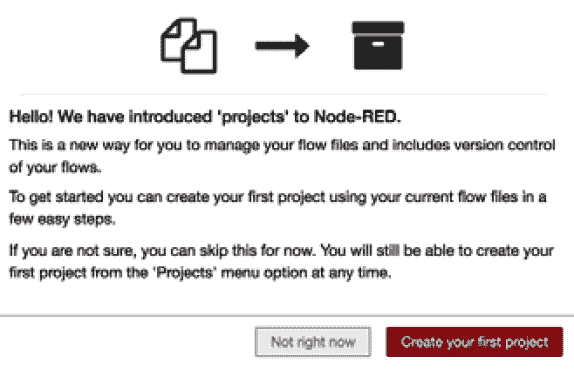 Hello! We have introduced 'projects' to Node-RED.
This is a new way for you to manage your flow files and includes version control
of your flows.
To get started you can create your first project using your current flow files in a
few easy steps.
If you are not sure, you can skip this for now. You will still be able to create your
first project from the 'Projects' menu option at any time.
Not right now
Create your first project